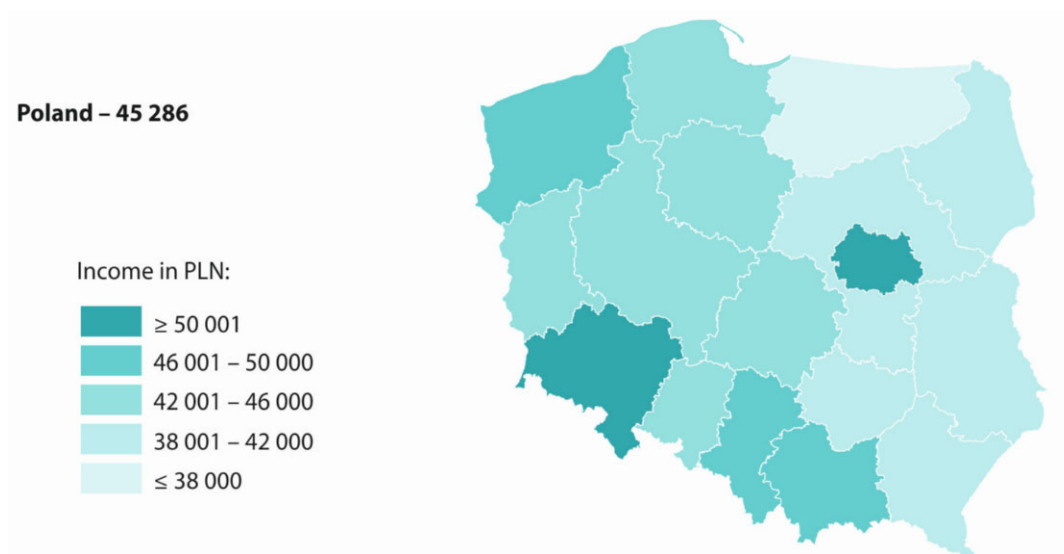 Poland – 45 286
Income in PLN:
≥ 50 001
46 001 – 50 000
42 001 – 46 000
38 001 – 42 000
≤ 38 000